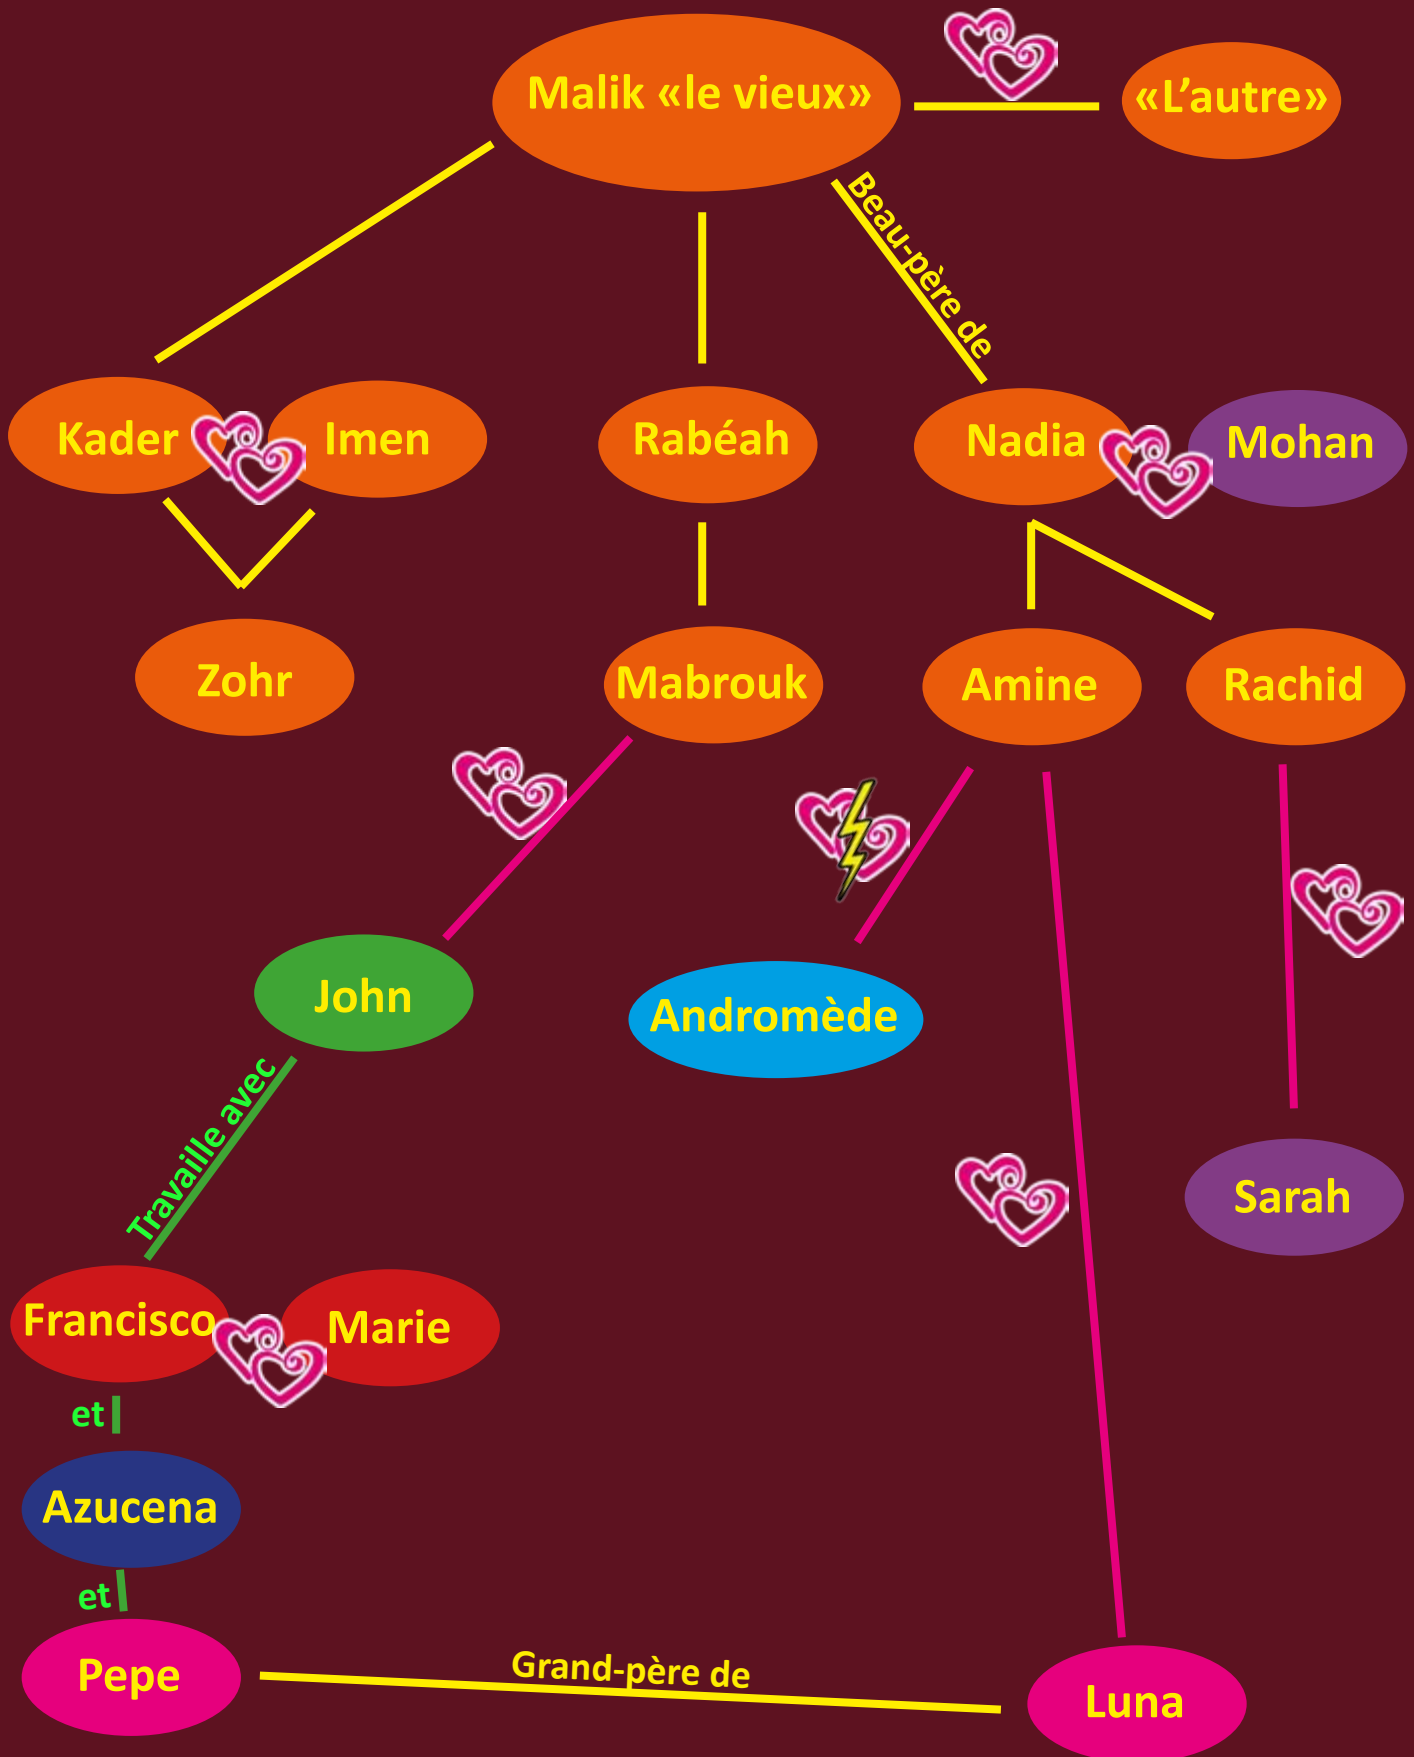 Malik «le vieux»
«L’autre»
Beau-père de
Kader
Imen
Rabéah
Nadia
Mohan
Zohr
Mabrouk
Amine
Rachid
John
Andromède
Travaille avec
Sarah
Francisco
Marie
et
Azucena
et
Pepe
Grand-père de
Luna